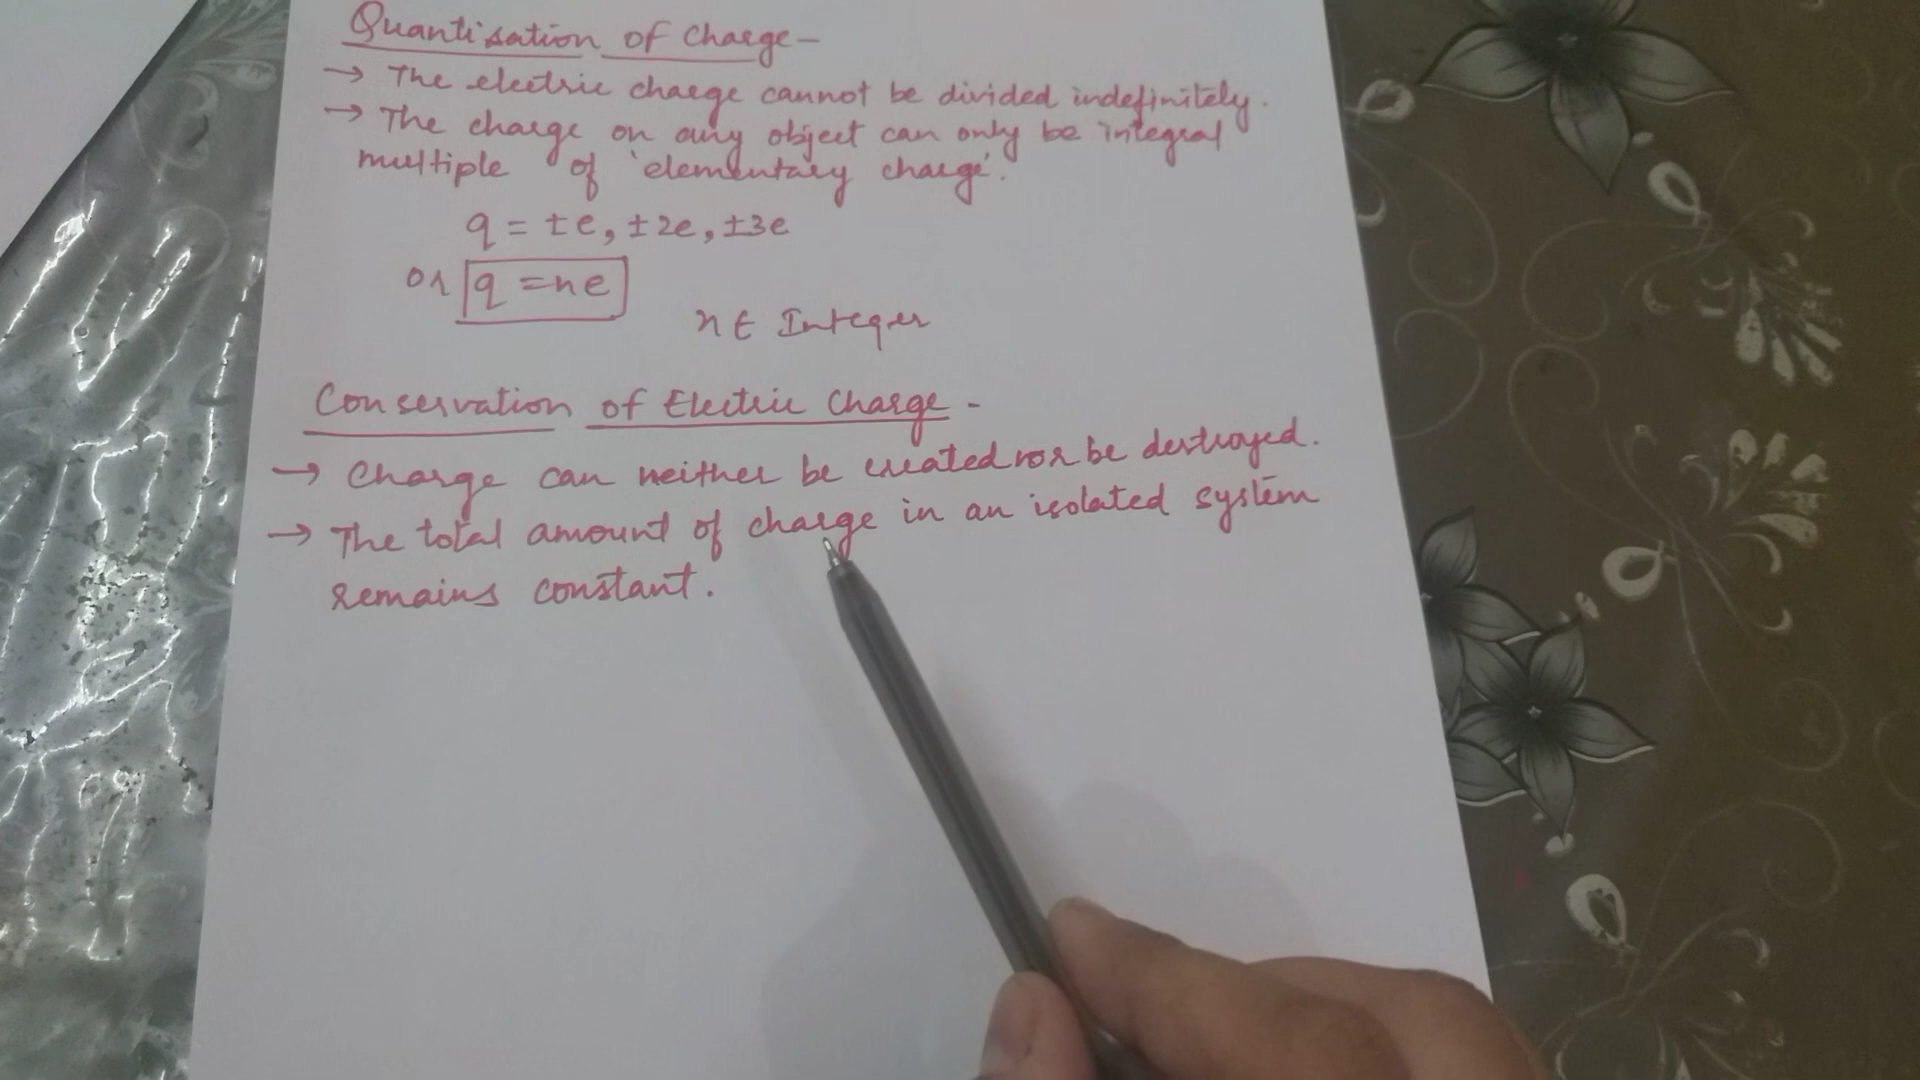 Quantisation of Charge -
→ The electric charge cannot be divided indefinitely.
→ The charge on any object can only be integral
multiple of 'elementary charge'.
q = ±e, ±2e, ±3e
or q = ne
n ∈ Integer
Conservation of Electric Charge -
→ Charge can neither be created nor be destroyed.
→ The total amount of charge in an isolated system
remains constant.